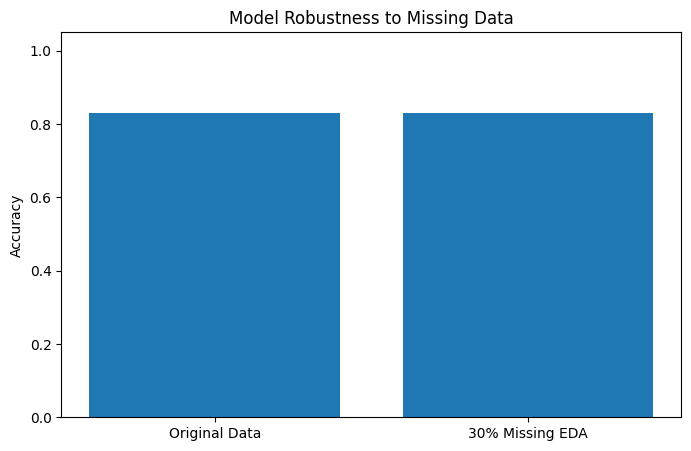 Model Robustness to Missing Data
1.0
0.8
0.6
0.4
0.2
0.0
Accuracy
Original Data
30% Missing EDA